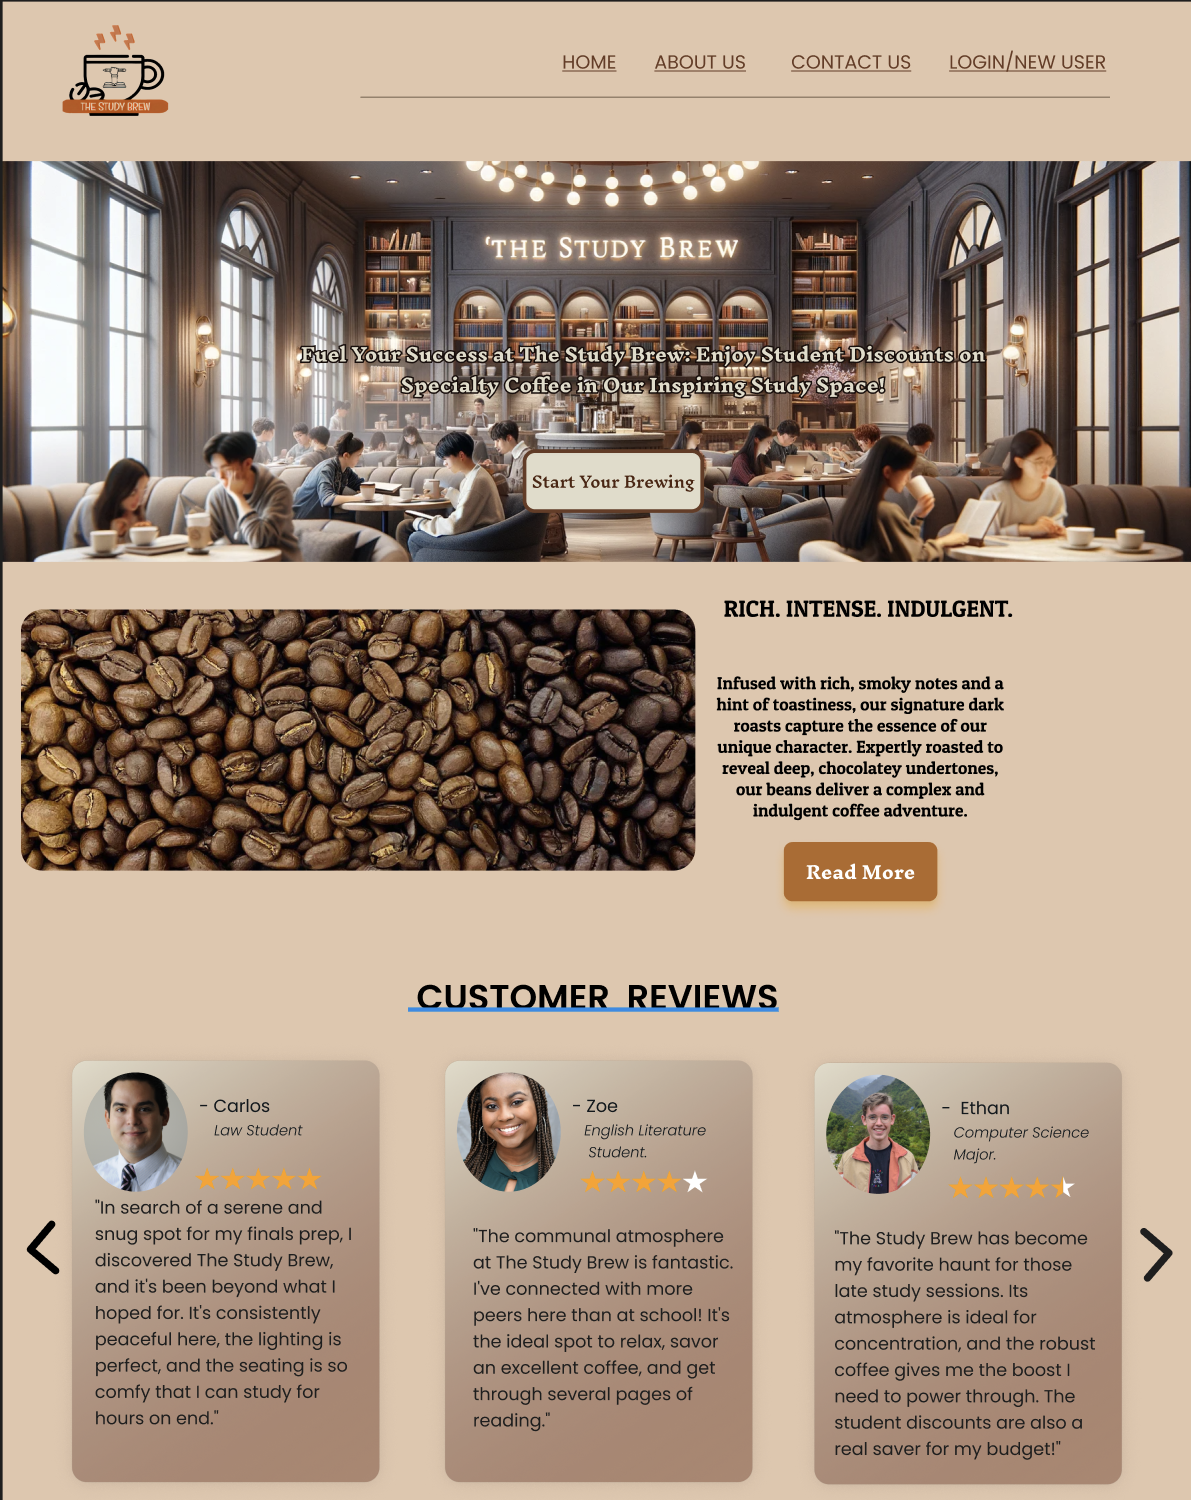 THE STUDY BREW
HOME ABOUT US CONTACT US LOGIN/NEW USER
'THE STUDY BREW
Fuel Your Success at The Study Brew: Enjoy Student Discounts on
Specialty Coffee in Our Inspiring Study Space!
Start Your Brewing
RICH. INTENSE. INDULGENT.
Infused with rich, smoky notes and a
hint of toastiness, our signature dark
roasts capture the essence of our
unique character. Expertly roasted to
reveal deep, chocolatey undertones,
our beans deliver a complex and
indulgent coffee adventure.
Read More
CUSTOMER REVIEWS
- Carlos
Law Student
"In search of a serene and
snug spot for my finals prep, I
discovered The Study Brew,
and it's been beyond what I
hoped for. It's consistently
peaceful here, the lighting is
perfect, and the seating is so
comfy that I can study for
hours on end."
- Zoe
English Literature
Student.
"The communal atmosphere
at The Study Brew is fantastic.
I've connected with more
peers here than at school! It's
the ideal spot to relax, savor
an excellent coffee, and get
through several pages of
reading."
- Ethan
Computer Science
Major.
"The Study Brew has become
my favorite haunt for those
late study sessions. Its
atmosphere is ideal for
concentration, and the robust
coffee gives me the boost I
need to power through. The
student discounts are also a
real saver for my budget!"